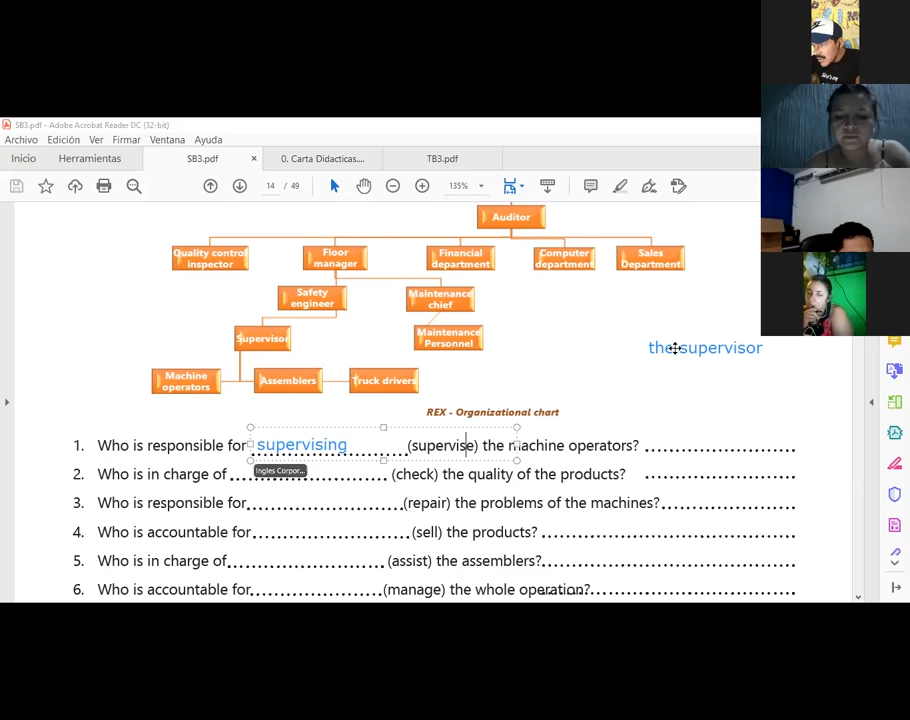 SB3.pdf - Adobe Acrobat Reader DC (32-bit)
Archivo Edición Ver Firmar Ventana Ayuda
Inicio Herramientas SB3.pdf × 0. Carta Didacticas.... TB3.pdf
14 / 49 135%
Auditor
Quality control inspector
Floor manager
Financial department
Computer department
Sales Department
Safety engineer
Maintenance chief
Supervisor
Maintenance Personnel
Machine operators
Assemblers
Truck drivers
the supervisor
REX - Organizational chart
1. Who is responsible for supervising (supervise) the machine operators? ................................
Ingles Corpor...
2. Who is in charge of ................................ (check) the quality of the products? ................................
3. Who is responsible for................................(repair) the problems of the machines?............................
4. Who is accountable for................................(sell) the products? ................................................
5. Who is in charge of................................ (assist) the assemblers?................................................
6. Who is accountable for...........................(manage) the whole operation?........................................